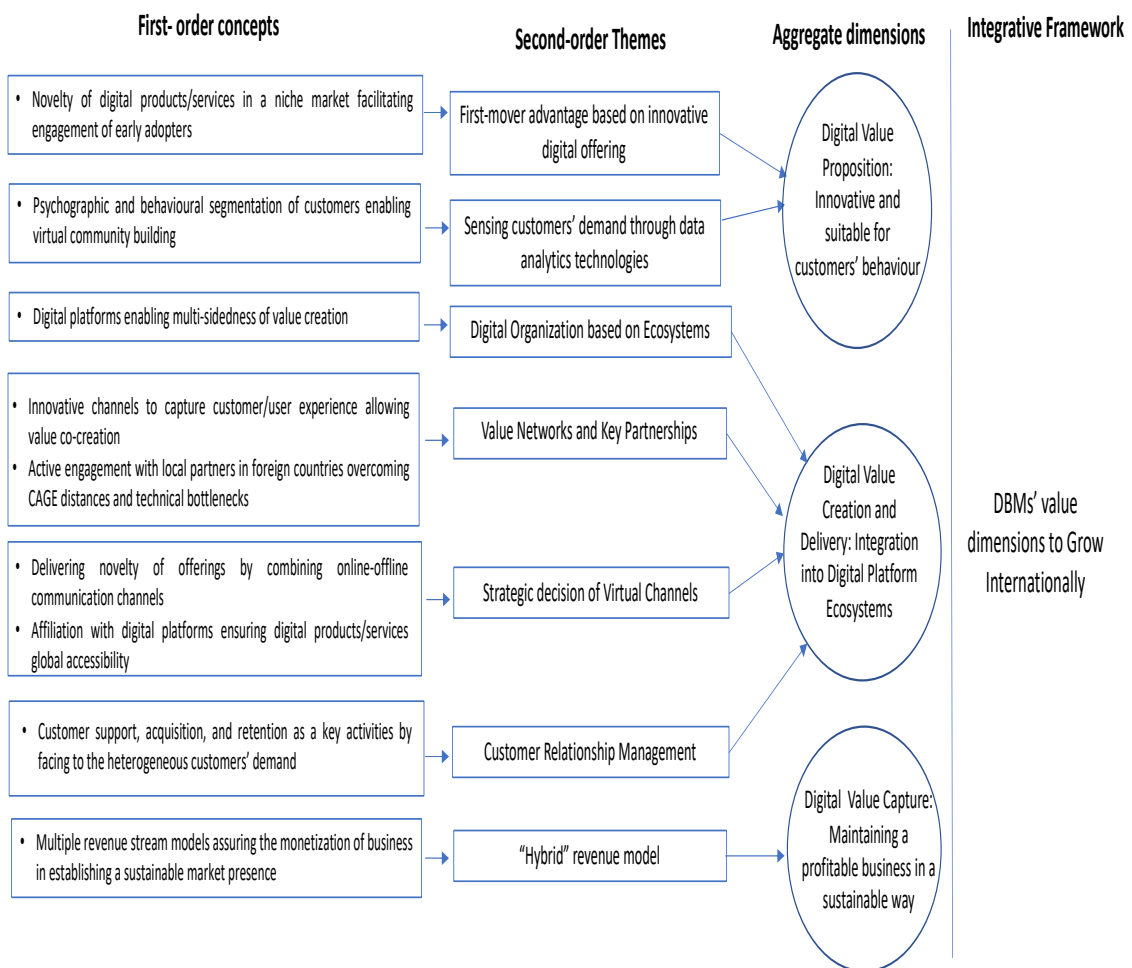 First- order concepts
Second-order Themes
Aggregate dimensions
Integrative Framework
• Novelty of digital products/services in a niche market facilitating
engagement of early adopters
• Psychographic and behavioural segmentation of customers enabling
virtual community building
• Digital platforms enabling multi-sidedness of value creation
• Innovative channels to capture customer/user experience allowing
value co-creation
• Active engagement with local partners in foreign countries overcoming
CAGE distances and technical bottlenecks
• Delivering novelty of offerings by combining online-offline
communication channels
• Affiliation with digital platforms ensuring digital products/services
global accessibility
• Customer support, acquisition, and retention as a key activities by
facing to the heterogeneous customers’ demand
• Multiple revenue stream models assuring the monetization of business
in establishing a sustainable market presence
First-mover advantage based on innovative
digital offering
Sensing customers’ demand through data
analytics technologies
Digital Organization based on Ecosystems
Value Networks and Key Partnerships
Strategic decision of Virtual Channels
Customer Relationship Management
“Hybrid” revenue model
Digital Value
Proposition:
Innovative and
suitable for
customers’ behaviour
Digital Value
Creation and
Delivery: Integration
into Digital Platform
Ecosystems
Digital Value Capture:
Maintaining a
profitable business in a
sustainable way
DBMs’ value
dimensions to Grow
Internationally